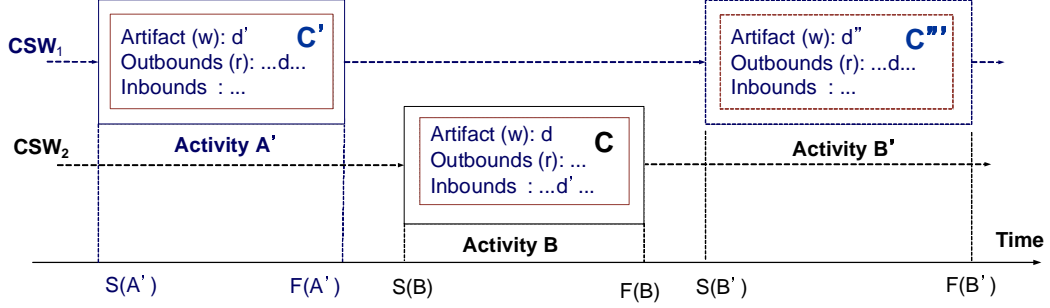 CSW₁
Artifact (w): d'
C'
Outbounds (r): ...d...
Inbounds : ...
Artifact (w): d''
C'''
Outbounds (r): ...d...
Inbounds : ...
Activity A'
CSW₂
Artifact (w): d
C
Outbounds (r): ...
Inbounds : ...d' ...
Activity B'
Activity B
Time
S(A')
F(A')
S(B)
F(B)
S(B')
F(B')